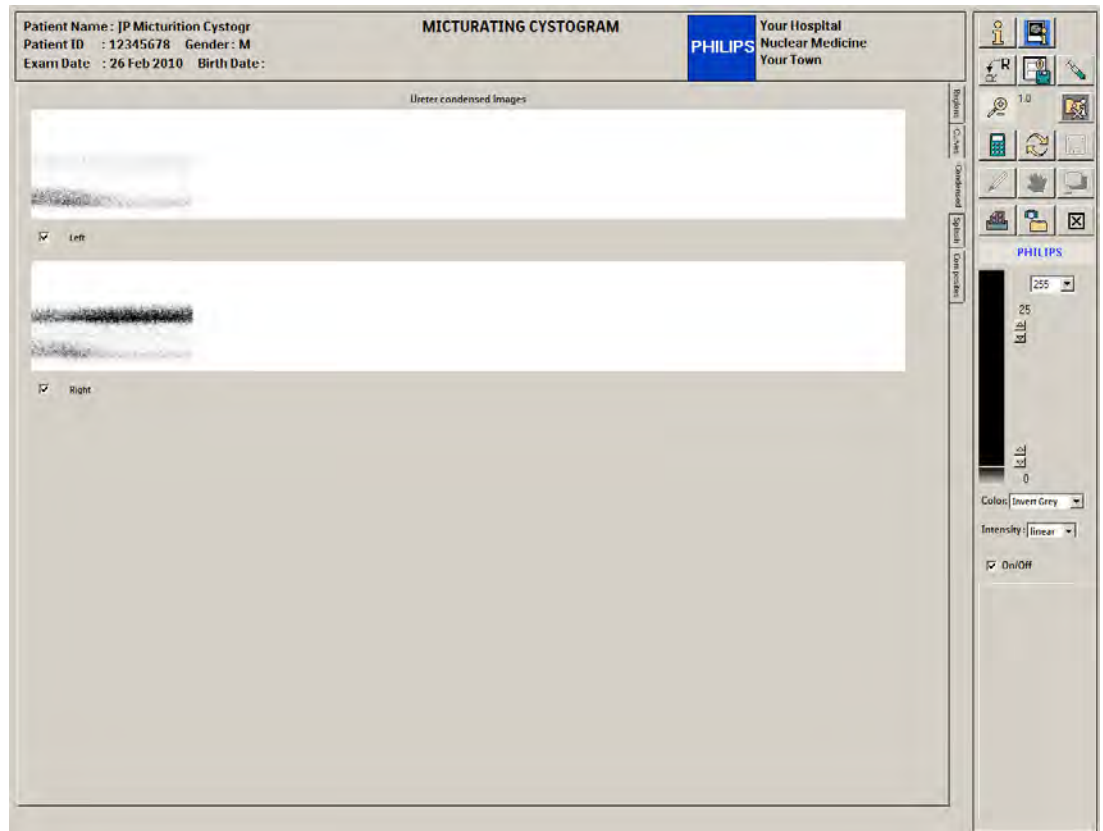 Patient Name : JP Micturition Cystogr
Patient ID : 12345678 Gender : M
Exam Date : 26 Feb 2010 Birth Date :
MICTURATING CYSTOGRAM
PHILIPS
Your Hospital
Nuclear Medicine
Your Town
Ureter condensed images
Left
Right
Regions
Curves
Condensed
Splash
Composites
R
1.0
PHILIPS
255
25
0
Color: Invert Grey
Intensity : linear
On/Off